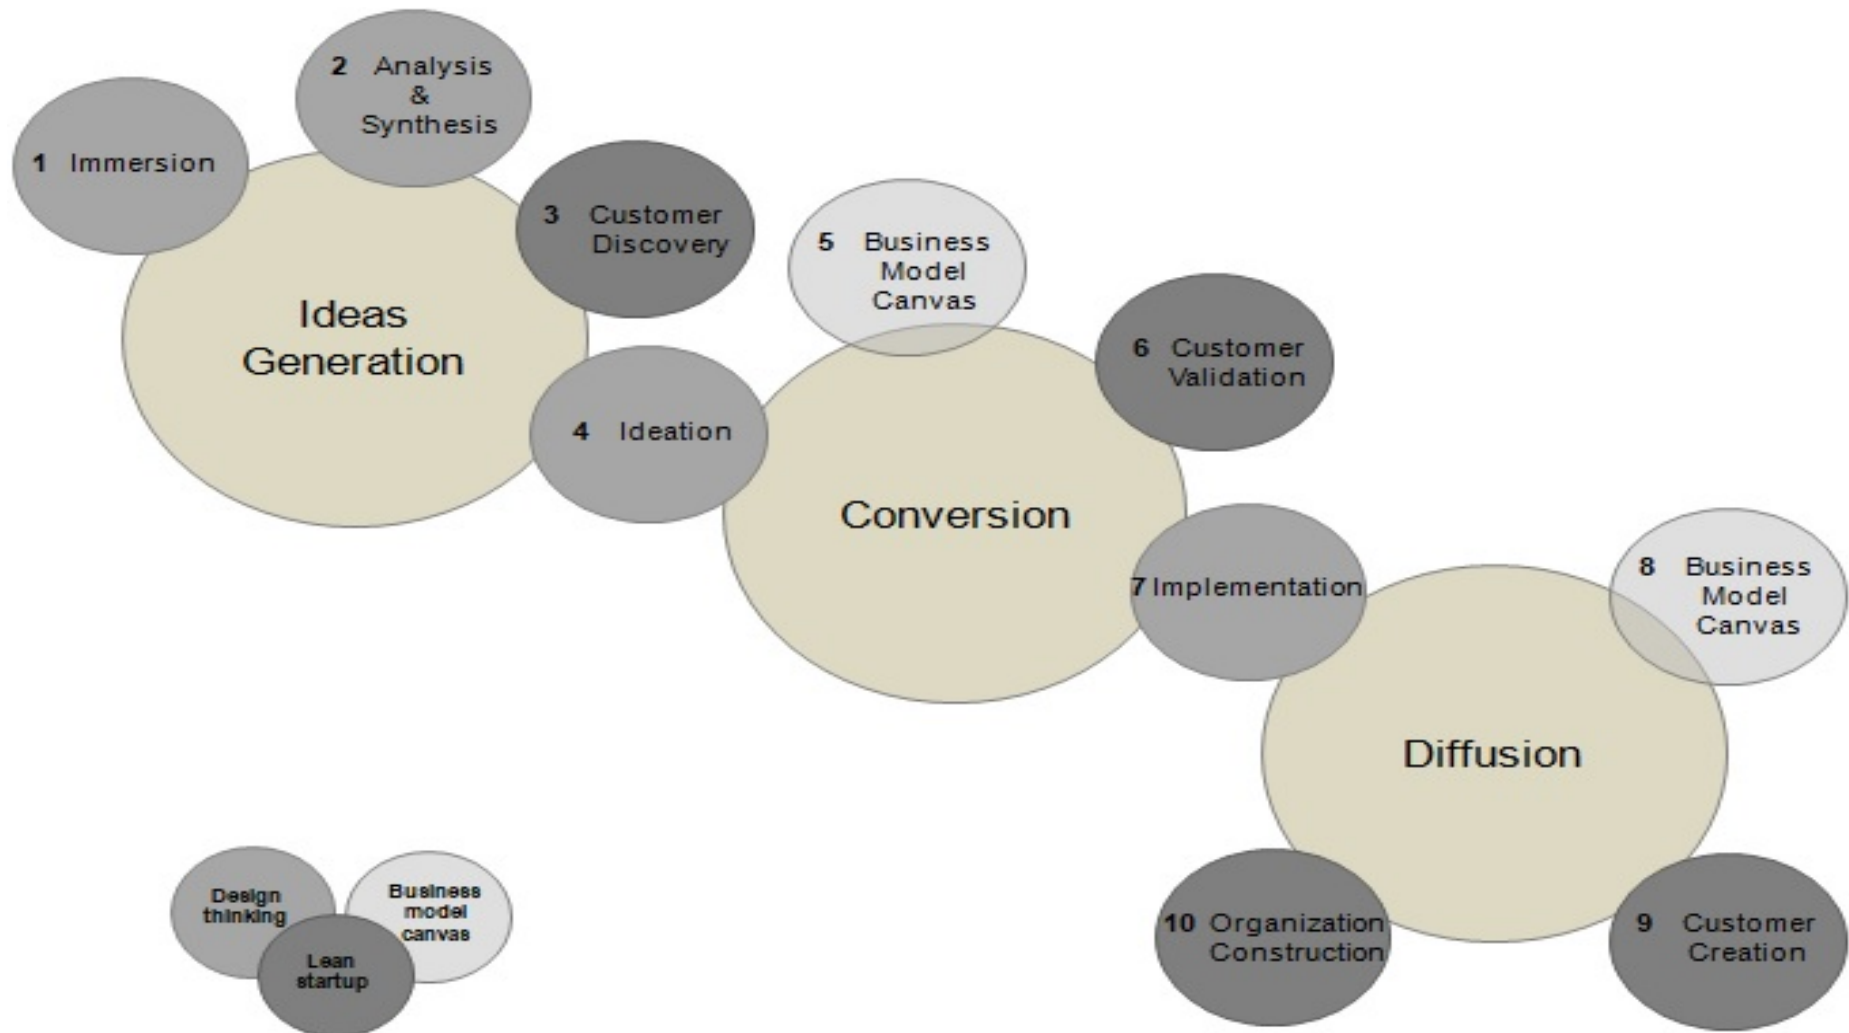 1 Immersion
2 Analysis
&
Synthesis
3 Customer
Discovery
Ideas
Generation
4 Ideation
5 Business
Model
Canvas
6 Customer
Validation
Conversion
7 Implementation
8 Business
Model
Canvas
Diffusion
9 Customer
Creation
10 Organization
Construction
Design
thinking
Business
model
canvas
Lean
startup